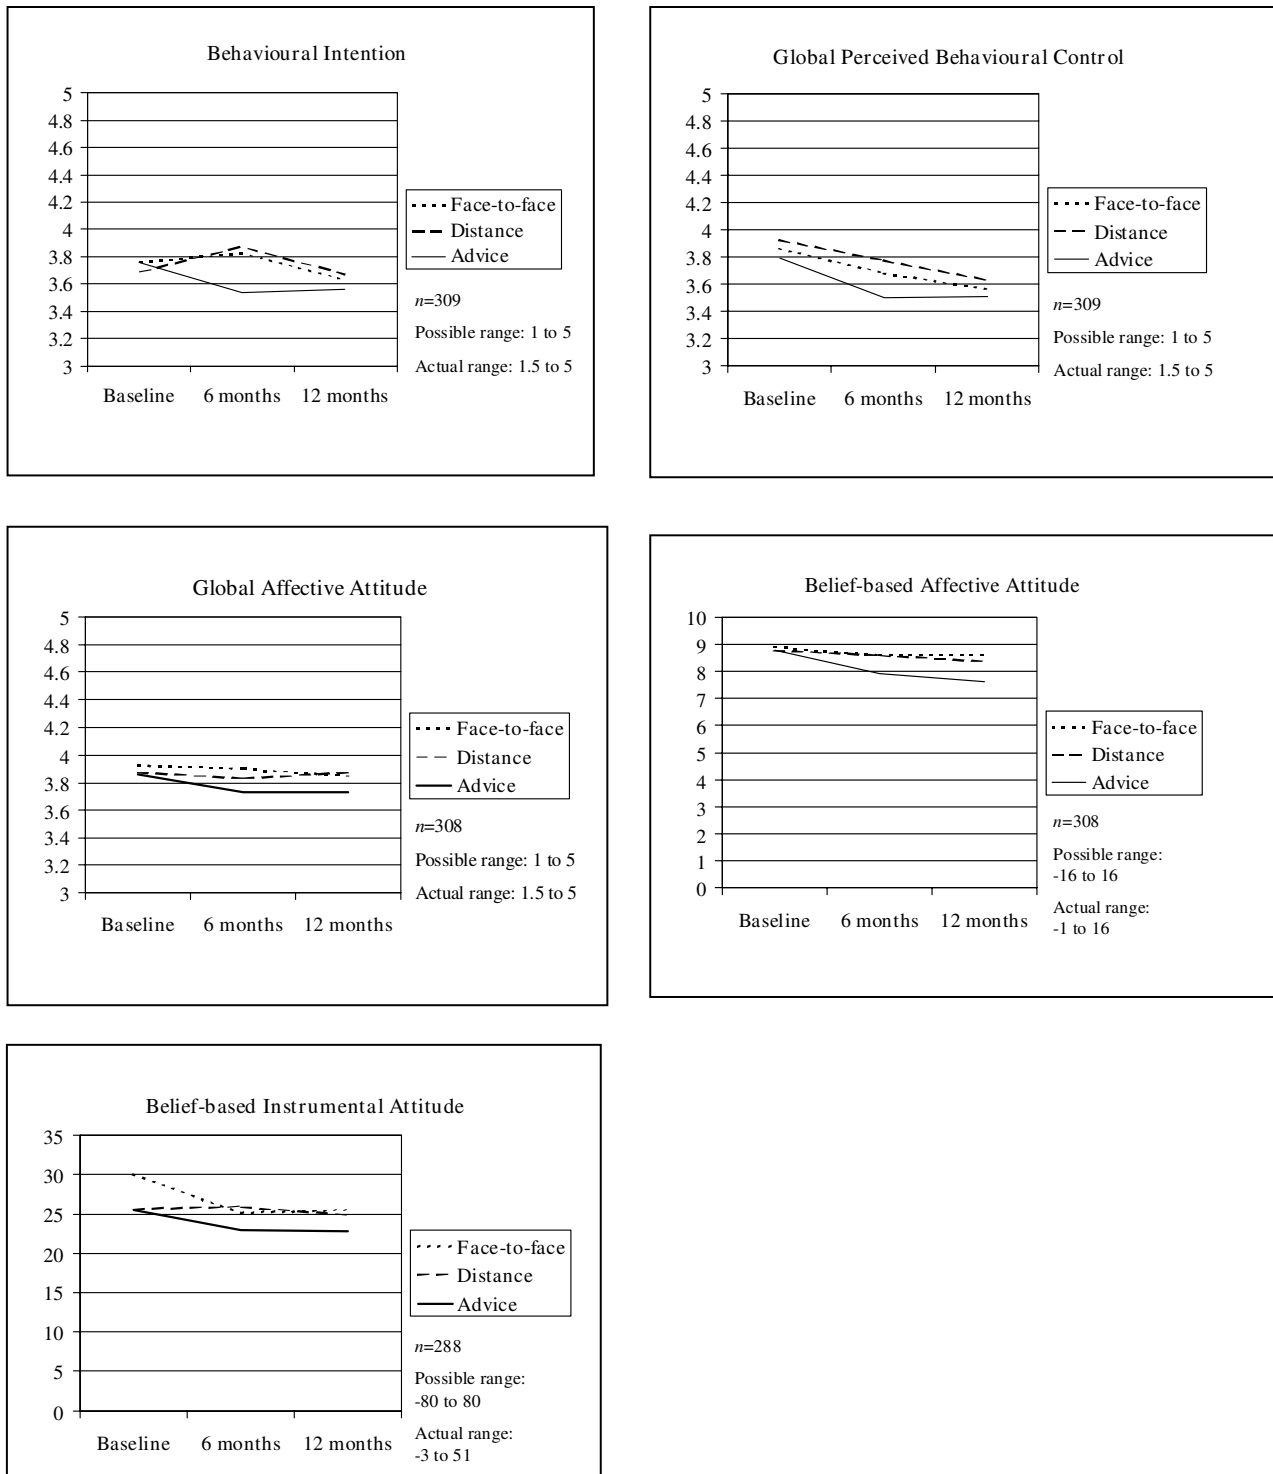 Behavioural Intention
5
4.8
4.6
4.4
4.2
4
3.8
3.6
3.4
3.2
3
Baseline 6 months 12 months
Face-to-face
Distance
Advice
n=309
Possible range: 1 to 5
Actual range: 1.5 to 5
Global Perceived Behavioural Control
5
4.8
4.6
4.4
4.2
4
3.8
3.6
3.4
3.2
3
Baseline 6 months 12 months
Face-to-face
Distance
Advice
n=309
Possible range: 1 to 5
Actual range: 1.5 to 5
Global Affective Attitude
5
4.8
4.6
4.4
4.2
4
3.8
3.6
3.4
3.2
3
Baseline 6 months 12 months
Face-to-face
Distance
Advice
n=308
Possible range: 1 to 5
Actual range: 1.5 to 5
Belief-based Affective Attitude
10
9
8
7
6
5
4
3
2
1
0
Baseline 6 months 12 months
Face-to-face
Distance
Advice
n=308
Possible range:
-16 to 16
Actual range:
-1 to 16
Belief-based Instrumental Attitude
35
30
25
20
15
10
5
0
Baseline 6 months 12 months
Face-to-face
Distance
Advice
n=288
Possible range:
-80 to 80
Actual range:
-3 to 51